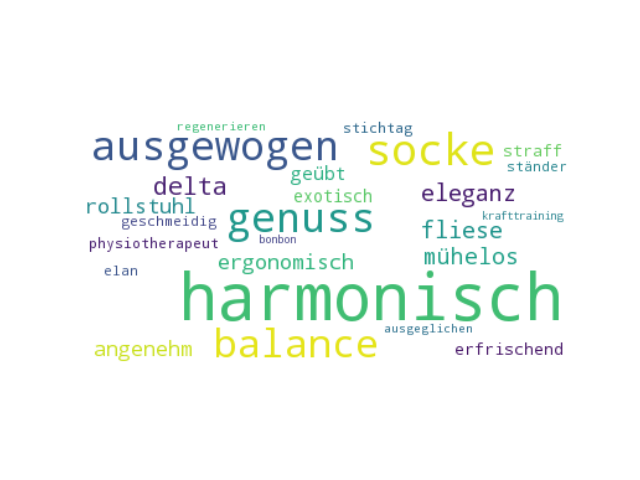 regenerieren
stichtag
ausgewogen
socke
straff
ständer
geübt
delta
exotisch
eleganz
rollstuhl
genuss
krafttraining
geschmeidig
fliese
physiotherapeut
bonbon
mühelos
elan
ergonomisch
harmonisch
ausgeglichen
angenehm
balance
erfrischend